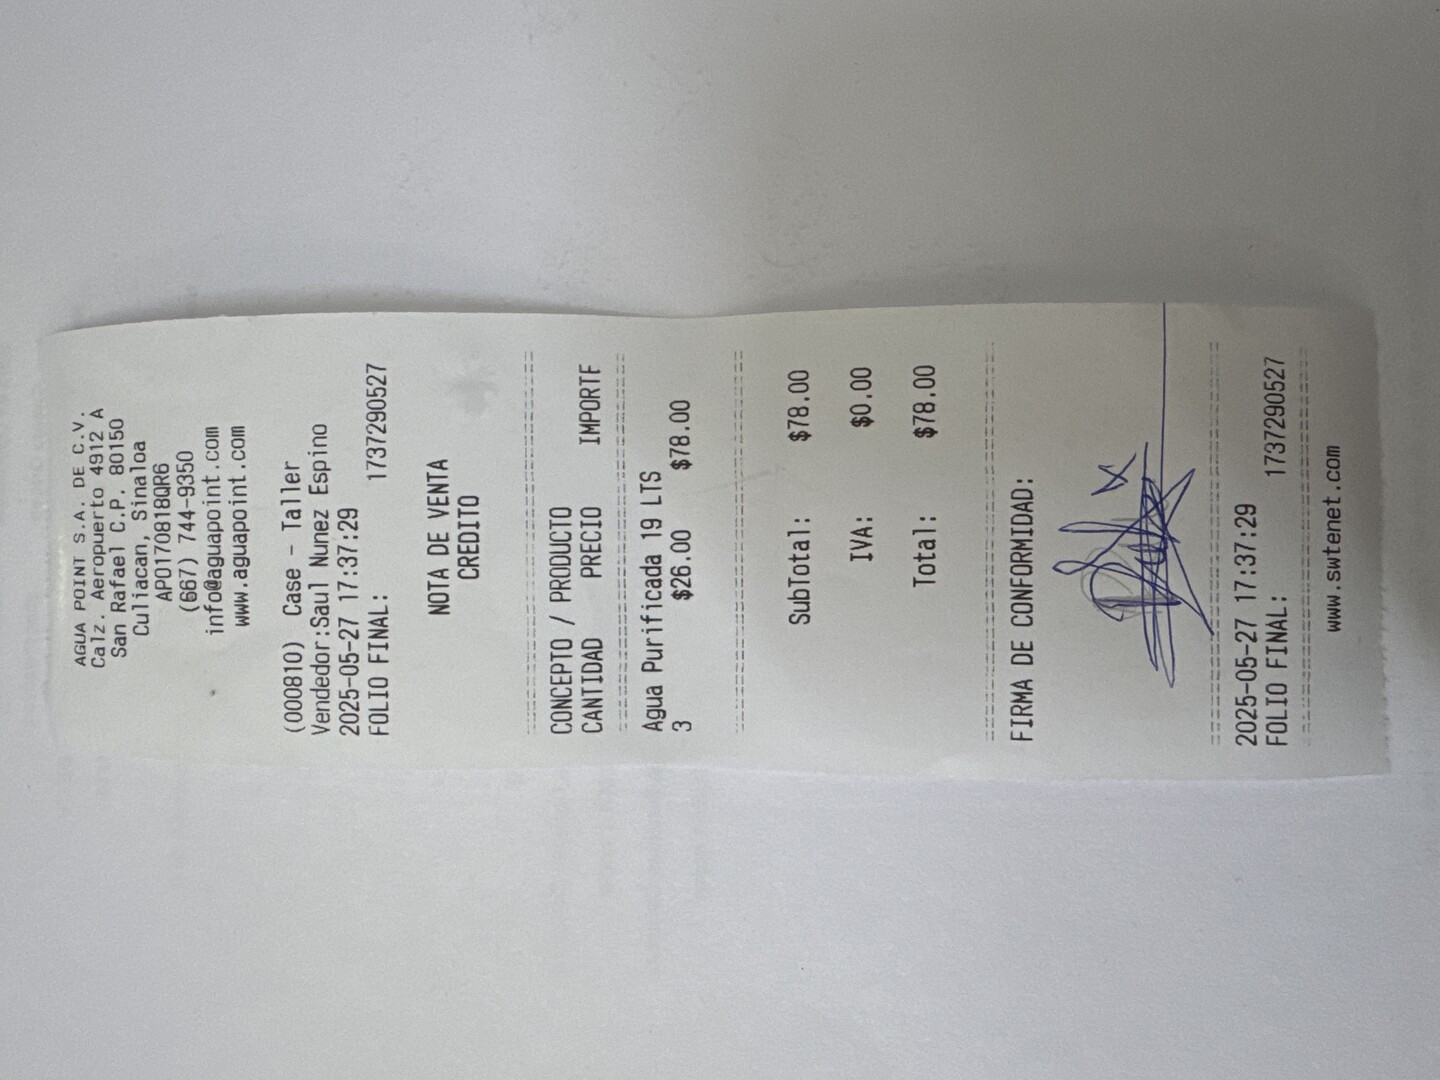 AGUA POINT S.A. DE C.V.
Calz. Aeropuerto 4912 A
San Rafael C.P. 80150
Culiacan, Sinaloa
APO170818QR6
(667) 744-9350
info@aguapoint.com
www.aguapoint.com
(000810) Case - Taller
Vendedor:Saul Nunez Espino
2025-05-27 17:37:29
FOLIO FINAL: 1737290527
NOTA DE VENTA
CREDITO
CONCEPTO / PRODUCTO
CANTIDAD PRECIO IMPORTE
Agua Purificada 19 LTS
3 $26.00 $78.00
SubTotal: $78.00
IVA: $0.00
Total: $78.00
FIRMA DE CONFORMIDAD:
2025-05-27 17:37:29
FOLIO FINAL: 1737290527
www.swtenet.com